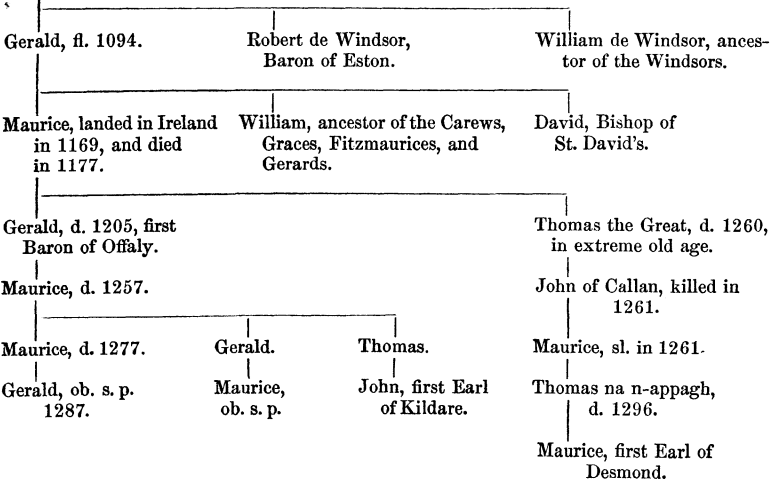 Gerald, fl. 1094.
Robert de Windsor,
Baron of Eston.
William de Windsor, ances-
tor of the Windsors.
Maurice, landed in Ireland
in 1169, and died
in 1177.
William, ancestor of the Carews,
Graces, Fitzmaurices, and
Gerards.
David, Bishop of
St. David's.
Gerald, d. 1205, first
Baron of Offaly.
Thomas the Great, d. 1260,
in extreme old age.
Maurice, d. 1257.
John of Callan, killed in
1261.
Maurice, d. 1277.
Gerald.
Thomas.
Maurice, sl. in 1261.
Gerald, ob. s. p.
1287.
Maurice,
ob. s. p.
John, first Earl
of Kildare.
Thomas na n-appagh,
d. 1296.
Maurice, first Earl of
Desmond.